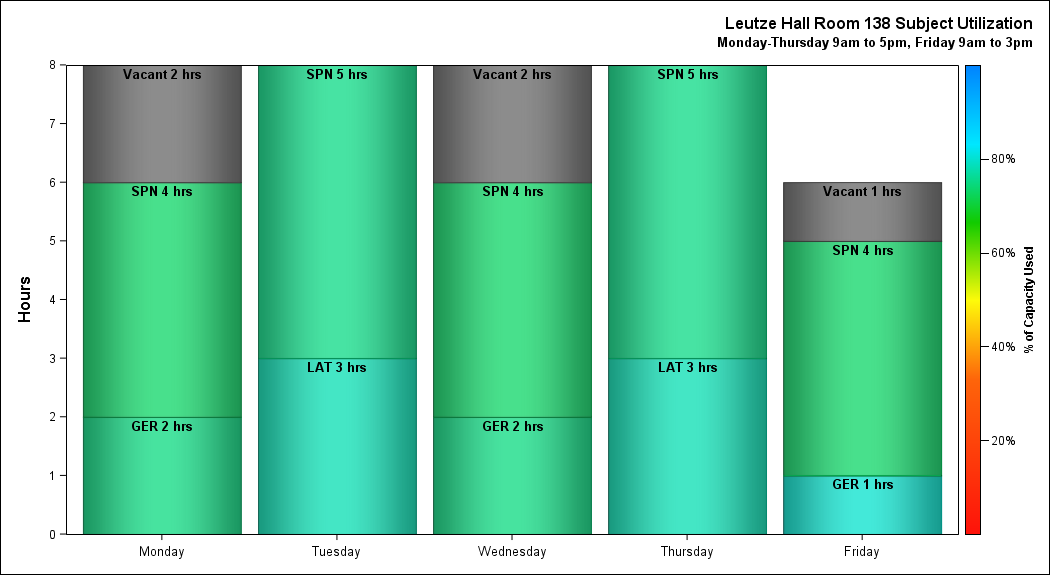 Leutze Hall Room 138 Subject Utilization
Monday-Thursday 9am to 5pm, Friday 9am to 3pm
Hours
8
7
6
5
4
3
2
1
0
Vacant 2 hrs
SPN 4 hrs
GER 2 hrs
SPN 5 hrs
LAT 3 hrs
Vacant 2 hrs
SPN 4 hrs
GER 2 hrs
SPN 5 hrs
LAT 3 hrs
Vacant 1 hrs
SPN 4 hrs
GER 1 hrs
Monday
Tuesday
Wednesday
Thursday
Friday
80%
60%
40%
20%
% of Capacity Used